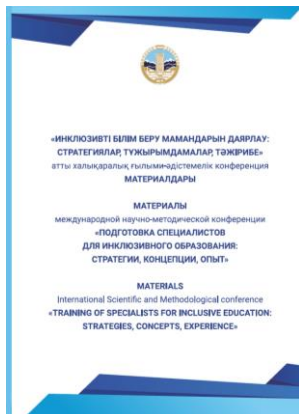 «ИНКЛЮЗИВТІ БІЛІМ БЕРУ МАМАНДАРЫН ДАЯРЛАУ:
СТРАТЕГИЯЛАР, ТҰЖЫРЫМДАМАЛАР, ТӘЖІРИБЕ»
атты халықаралық ғылыми-әдістемелік конференция
МАТЕРИАЛДАРЫ
МАТЕРИАЛЫ
международной научно-методической конференции
«ПОДГОТОВКА СПЕЦИАЛИСТОВ
ДЛЯ ИНКЛЮЗИВНОГО ОБРАЗОВАНИЯ:
СТРАТЕГИИ, КОНЦЕПЦИИ, ОПЫТ»
MATERIALS
International Scientific and Methodological conference
«TRAINING OF SPECIALISTS FOR INCLUSIVE EDUCATION:
STRATEGIES, CONCEPTS, EXPERIENCE»